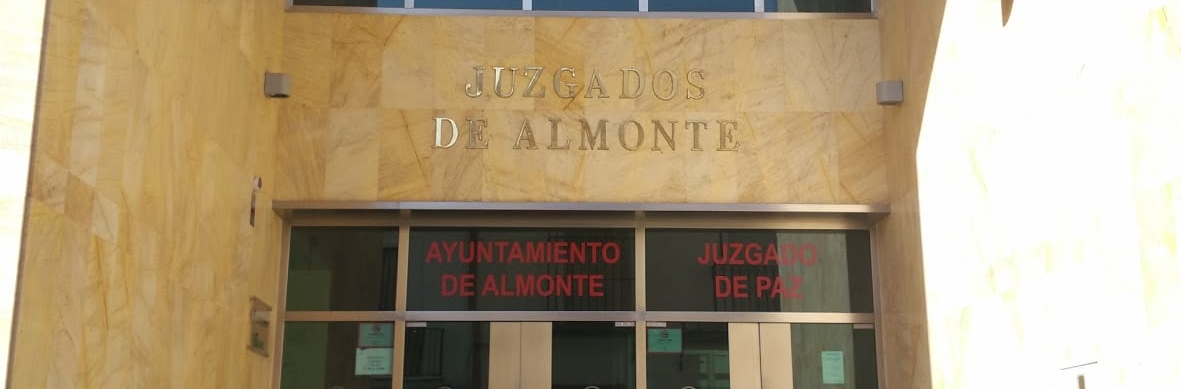 JUZGADOS
DE ALMONTE
AYUNTAMIENTO
DE ALMONTE
JUZGADO
DE PAZ